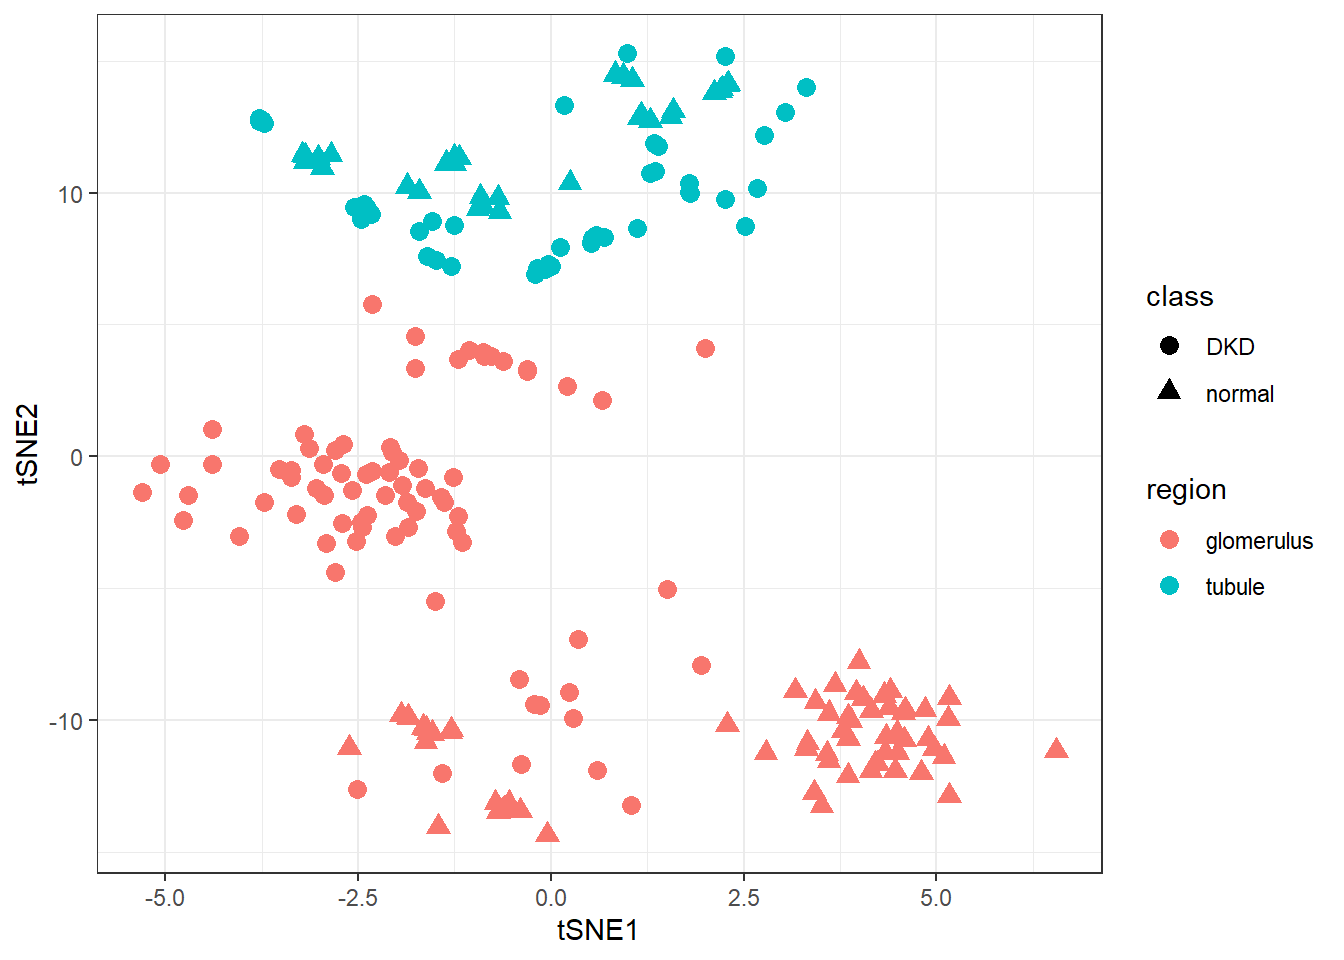 10
0
-10
tSNE2
-5.0
-2.5
0.0
2.5
5.0
tSNE1
class
DKD
normal
region
glomerulus
tubule